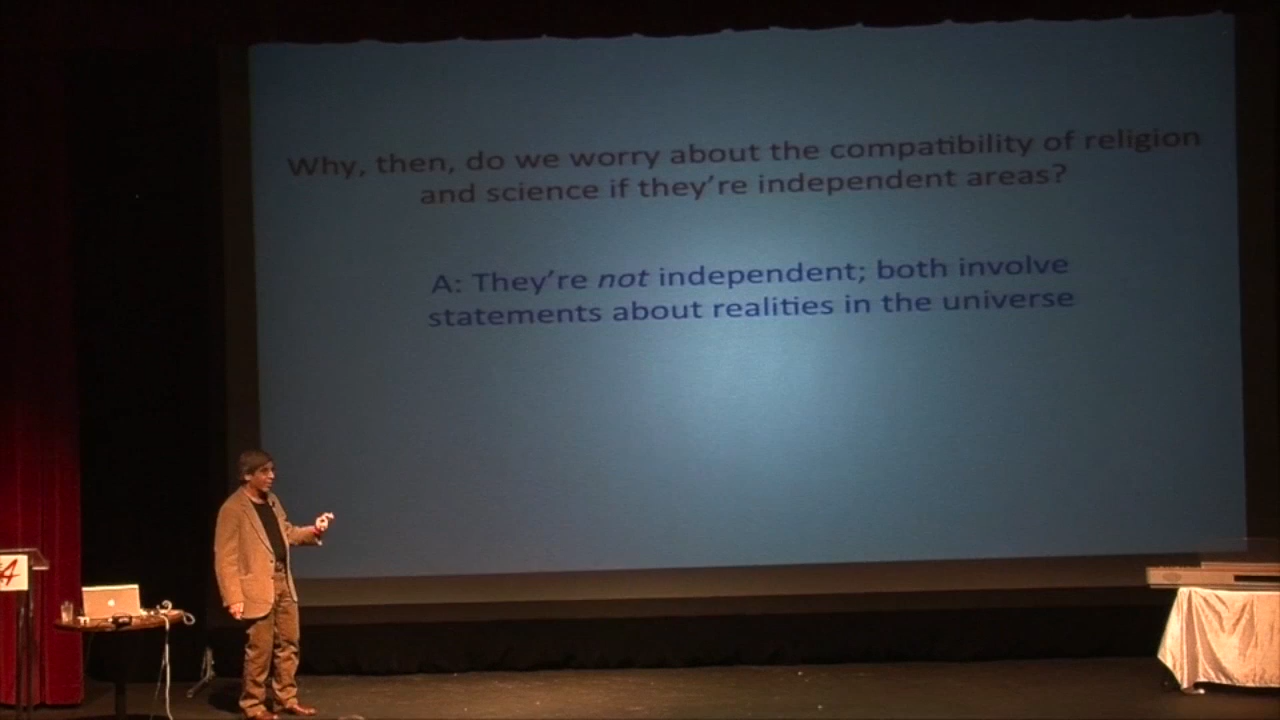 Why, then, do we worry about the compatibility of religion
and science if they're independent areas?
A: They're not independent; both involve
statements about realities in the universe
A